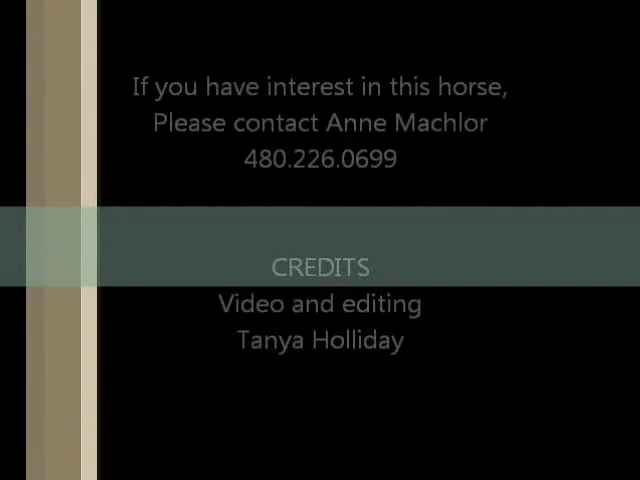 If you have interest in this horse,
Please contact Anne Machlor
480.226.0699
CREDITS
Video and editing
Tanya Holliday